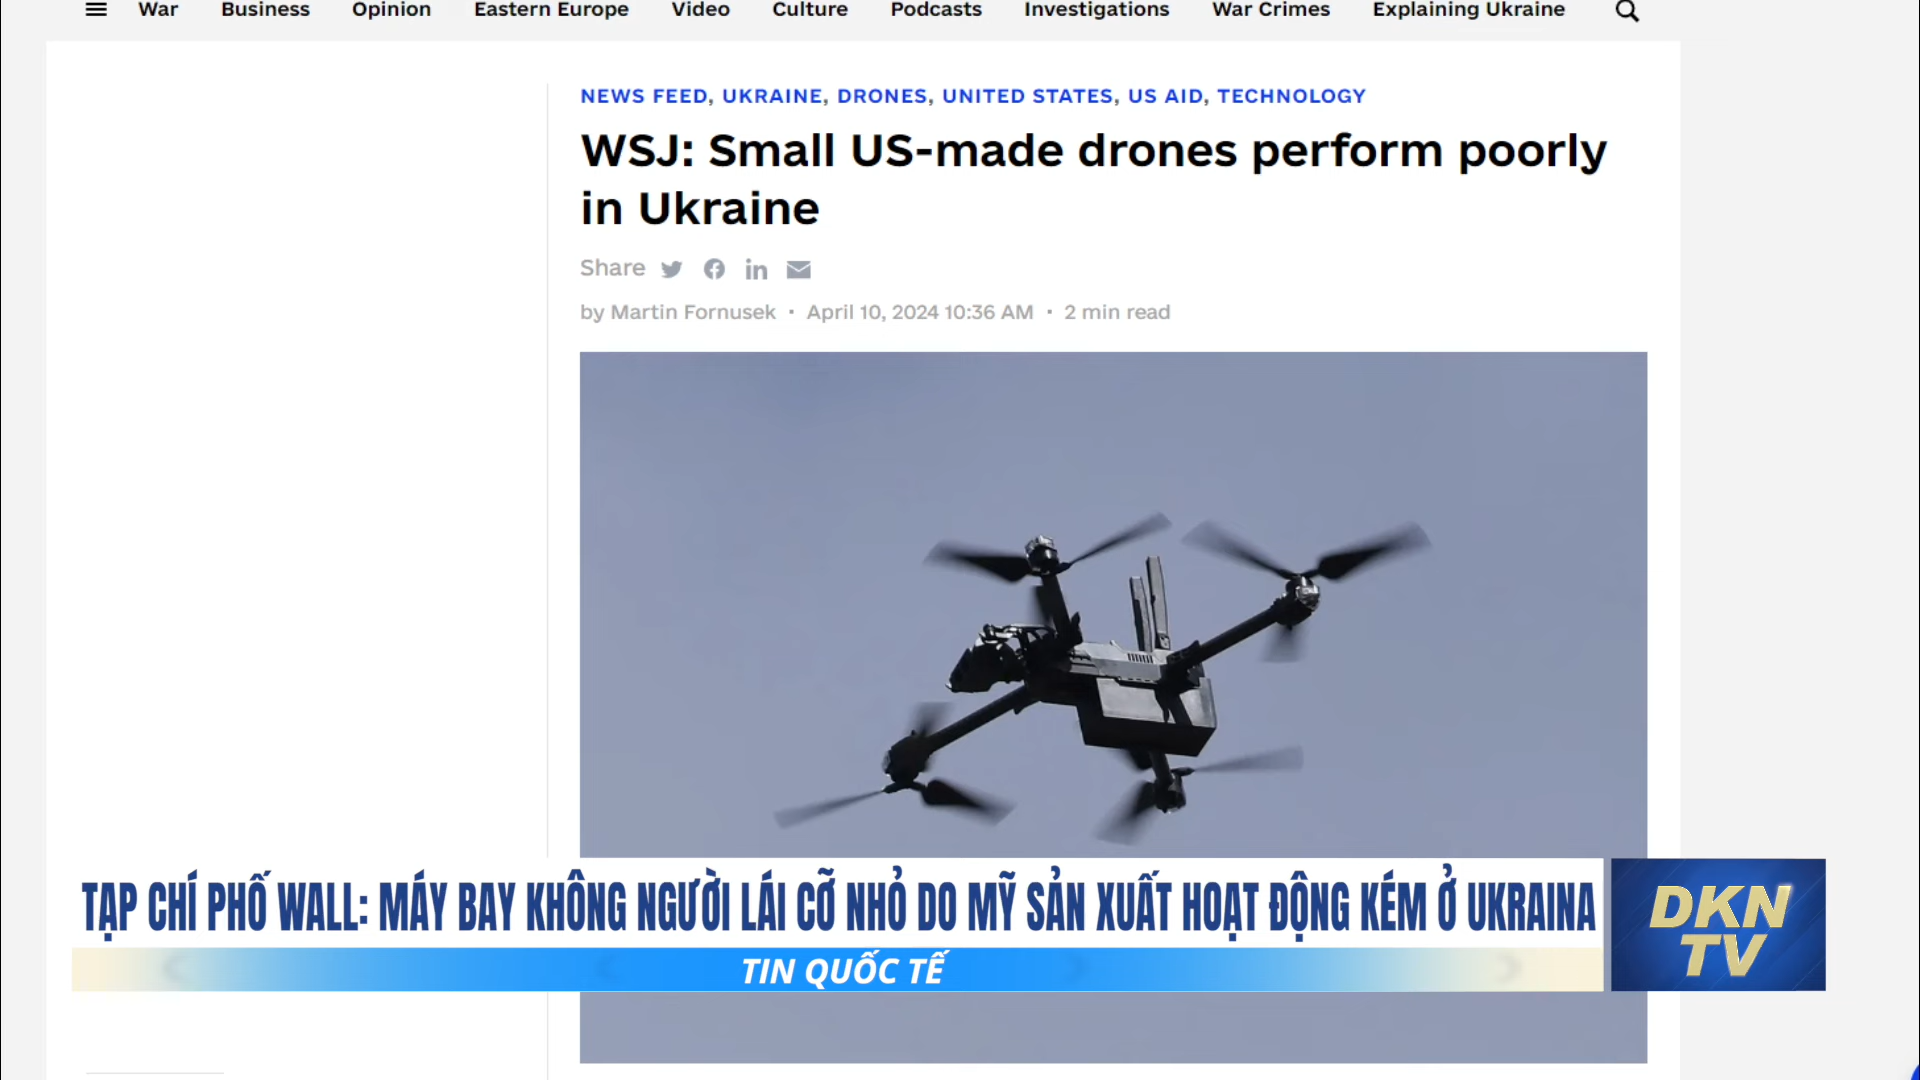 War Business Opinion Eastern Europe Video Culture Podcasts Investigations War Crimes Explaining Ukraine
NEWS FEED, UKRAINE, DRONES, UNITED STATES, US AID, TECHNOLOGY
WSJ: Small US-made drones perform poorly
in Ukraine
Share
by Martin Fornusek • April 10, 2024 10:36 AM • 2 min read
TẠP CHÍ PHỐ WALL: MÁY BAY KHÔNG NGƯỜI LÁI CỠ NHỎ DO MỸ SẢN XUẤT HOẠT ĐỘNG KÉM Ở UKRAINA
TIN QUỐC TẾ
DKN
TV